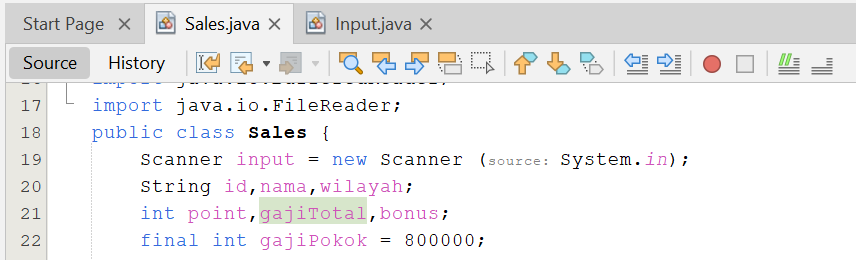 Start Page Sales.java Input.java
Source History
17 import java.io.FileReader;
18 public class Sales {
19 Scanner input = new Scanner (source: System.in);
20 String id,nama,wilayah;
21 int point,gajiTotal,bonus;
22 final int gajiPokok = 800000;